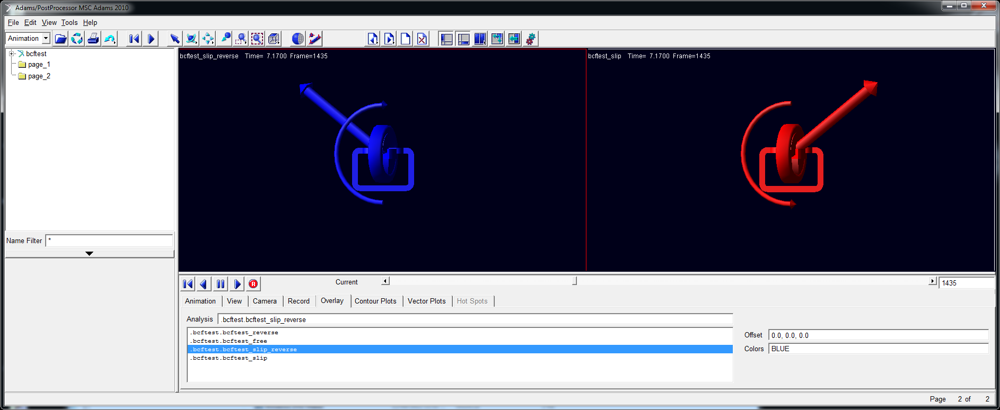 Adams/PostProcessor MSC Adams 2010
File Edit View Tools Help
Animation
bcftest
page_1
page_2
Name Filter *
bcftest_slip_reverse Time= 7.1700 Frame=1435
bcftest_slip Time= 7.1700 Frame=1435
R
Current
1435
Animation View Camera Record Overlay Contour Plots Vector Plots Hot Spots
Analysis .bcftest.bcftest_slip_reverse
.bcftest.bcftest_reverse
.bcftest.bcftest_free
.bcftest.bcftest_slip_reverse
.bcftest.bcftest_slip
Offset 0.0, 0.0, 0.0
Colors BLUE
Page 2 of 2